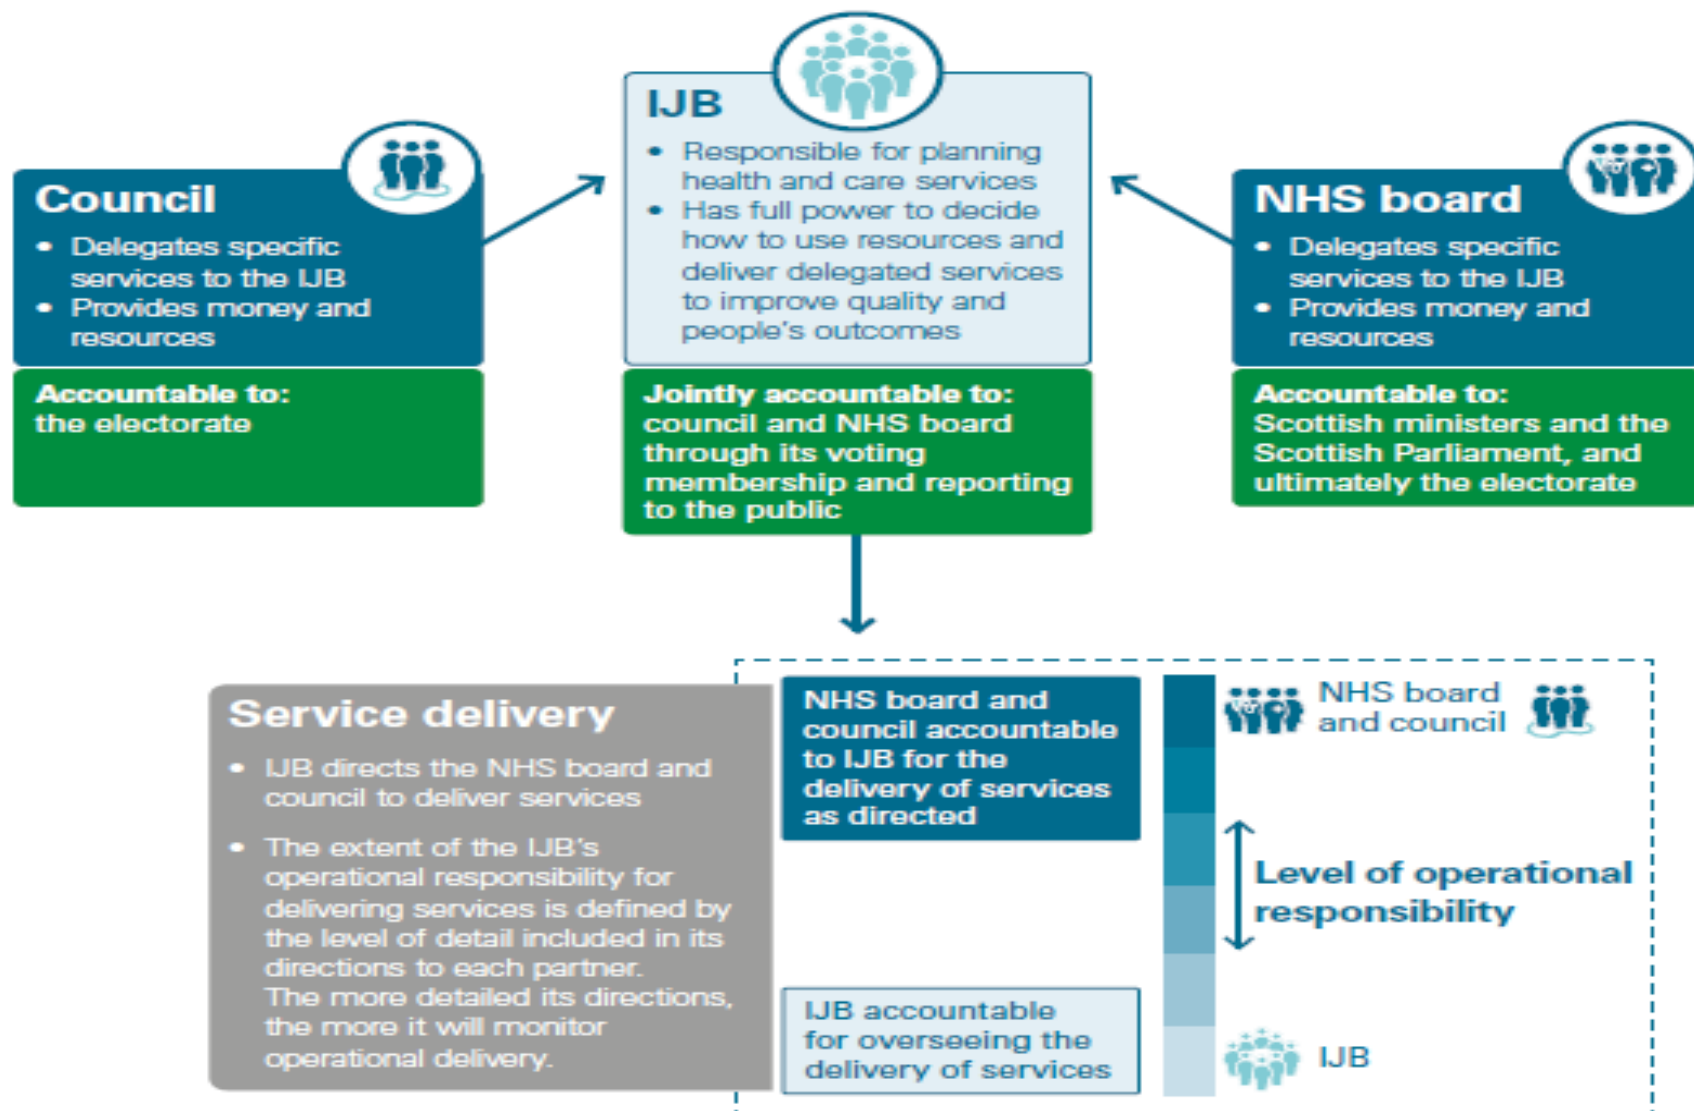 Council
• Delegates specific
services to the IJB
• Provides money and
resources
Accountable to:
the electorate
IJB
• Responsible for planning
health and care services
• Has full power to decide
how to use resources and
deliver delegated services
to improve quality and
people's outcomes
Jointly accountable to:
council and NHS board
through its voting
membership and reporting
to the public
NHS board
• Delegates specific
services to the IJB
• Provides money and
resources
Accountable to:
Scottish ministers and the
Scottish Parliament, and
ultimately the electorate
Service delivery
• IJB directs the NHS board and
council to deliver services
• The extent of the IJB's
operational responsibility for
delivering services is defined by
the level of detail included in its
directions to each partner.
The more detailed its directions,
the more it will monitor
operational delivery.
NHS board and
council accountable
to IJB for the
delivery of services
as directed
IJB accountable
for overseeing the
delivery of services
NHS board
and council
Level of operational
responsibility
IJB